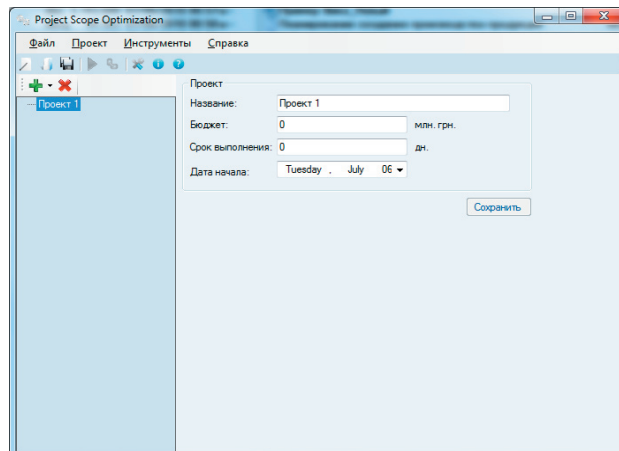 Project Scope Optimization
Файл Проект Инструменты Справка
Проект 1
Проект
Название: Проект 1
Бюджет: 0 млн. грн.
Срок выполнения: 0 дн.
Дата начала: Tuesday , July 06
Сохранить